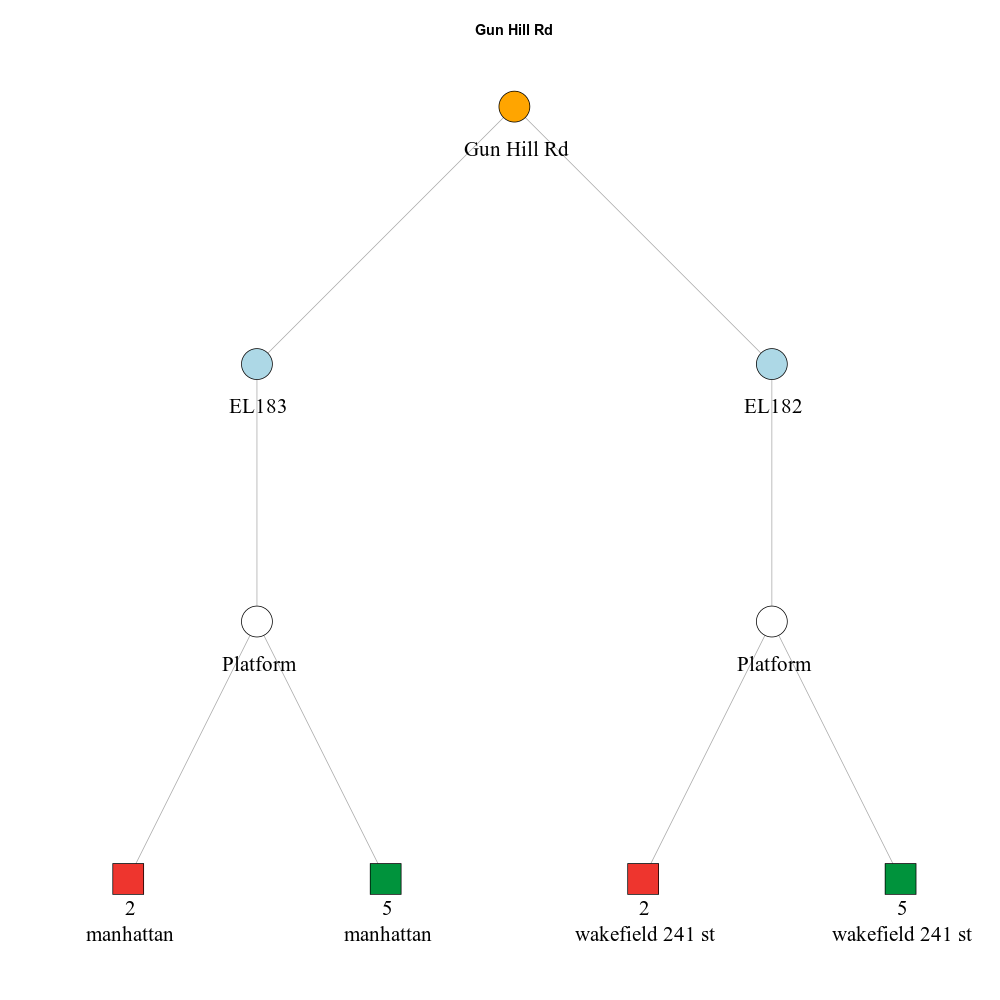 Gun Hill Rd
Gun Hill Rd
EL183
EL182
Platform
Platform
2
manhattan
5
manhattan
2
wakefield 241 st
5
wakefield 241 st